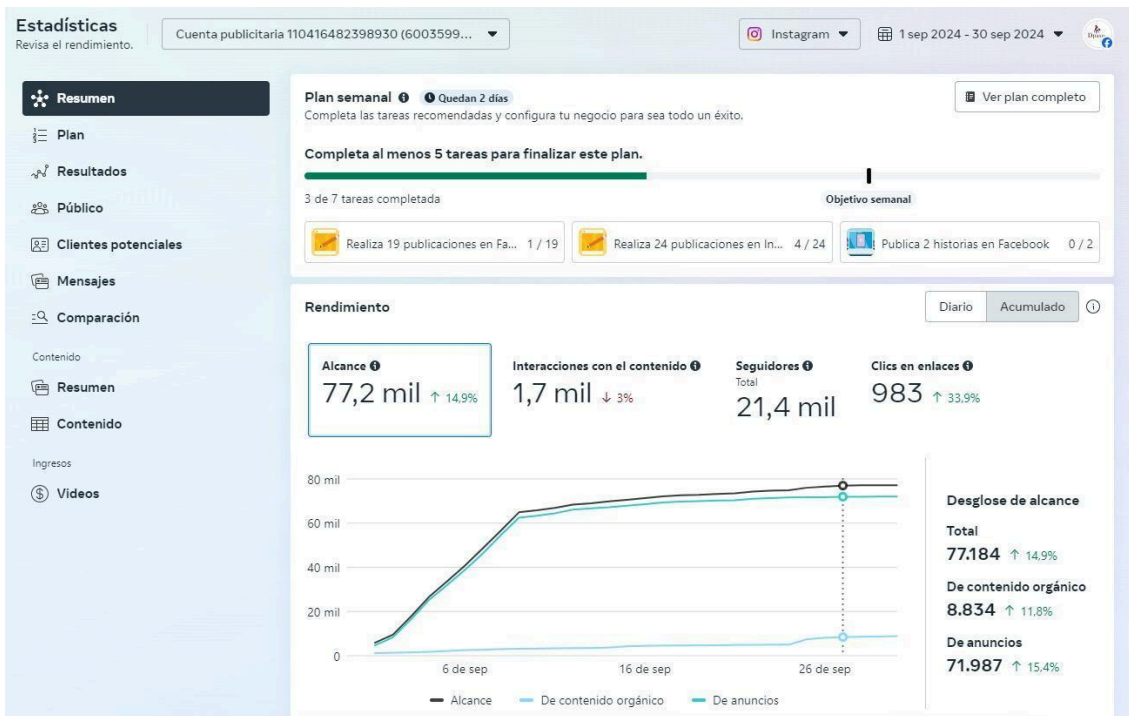 Estadísticas
Revisa el rendimiento.
Cuenta publicitaria 110416482398930 (6003599...
Instagram
1 sep 2024 - 30 sep 2024
Resumen
Plan
Resultados
Público
Clientes potenciales
Mensajes
Comparación
Contenido
Resumen
Contenido
Ingresos
Videos
Plan semanal Quedan 2 días
Ver plan completo
Completa las tareas recomendadas y configura tu negocio para sea todo un éxito.
Completa al menos 5 tareas para finalizar este plan.
3 de 7 tareas completada
Objetivo semanal
Realiza 19 publicaciones en Fa... 1 / 19
Realiza 24 publicaciones en In... 4 / 24
Publica 2 historias en Facebook 0 / 2
Rendimiento
Diario
Acumulado
Alcance
77,2 mil ↑ 14,9%
Interacciones con el contenido
1,7 mil ↓ 3%
Seguidores
Total
21,4 mil
Clics en enlaces
983 ↑ 33,9%
80 mil
60 mil
40 mil
20 mil
0
6 de sep
16 de sep
26 de sep
Alcance
De contenido orgánico
De anuncios
Desglose de alcance
Total
77.184 ↑ 14,9%
De contenido orgánico
8.834 ↑ 11,8%
De anuncios
71.987 ↑ 15,4%